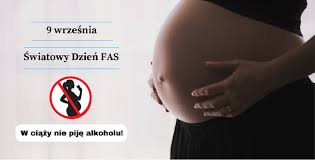 9 września
Światowy Dzień FAS
W ciąży nie piję alkoholu!